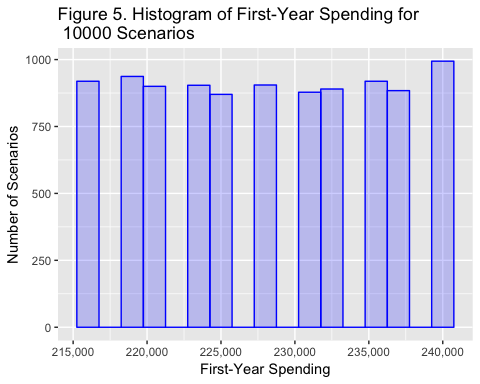 Figure 5. Histogram of First-Year Spending for
10000 Scenarios
1000
750
500
250
0
Number of Scenarios
215,000 220,000 225,000 230,000 235,000 240,000
First-Year Spending